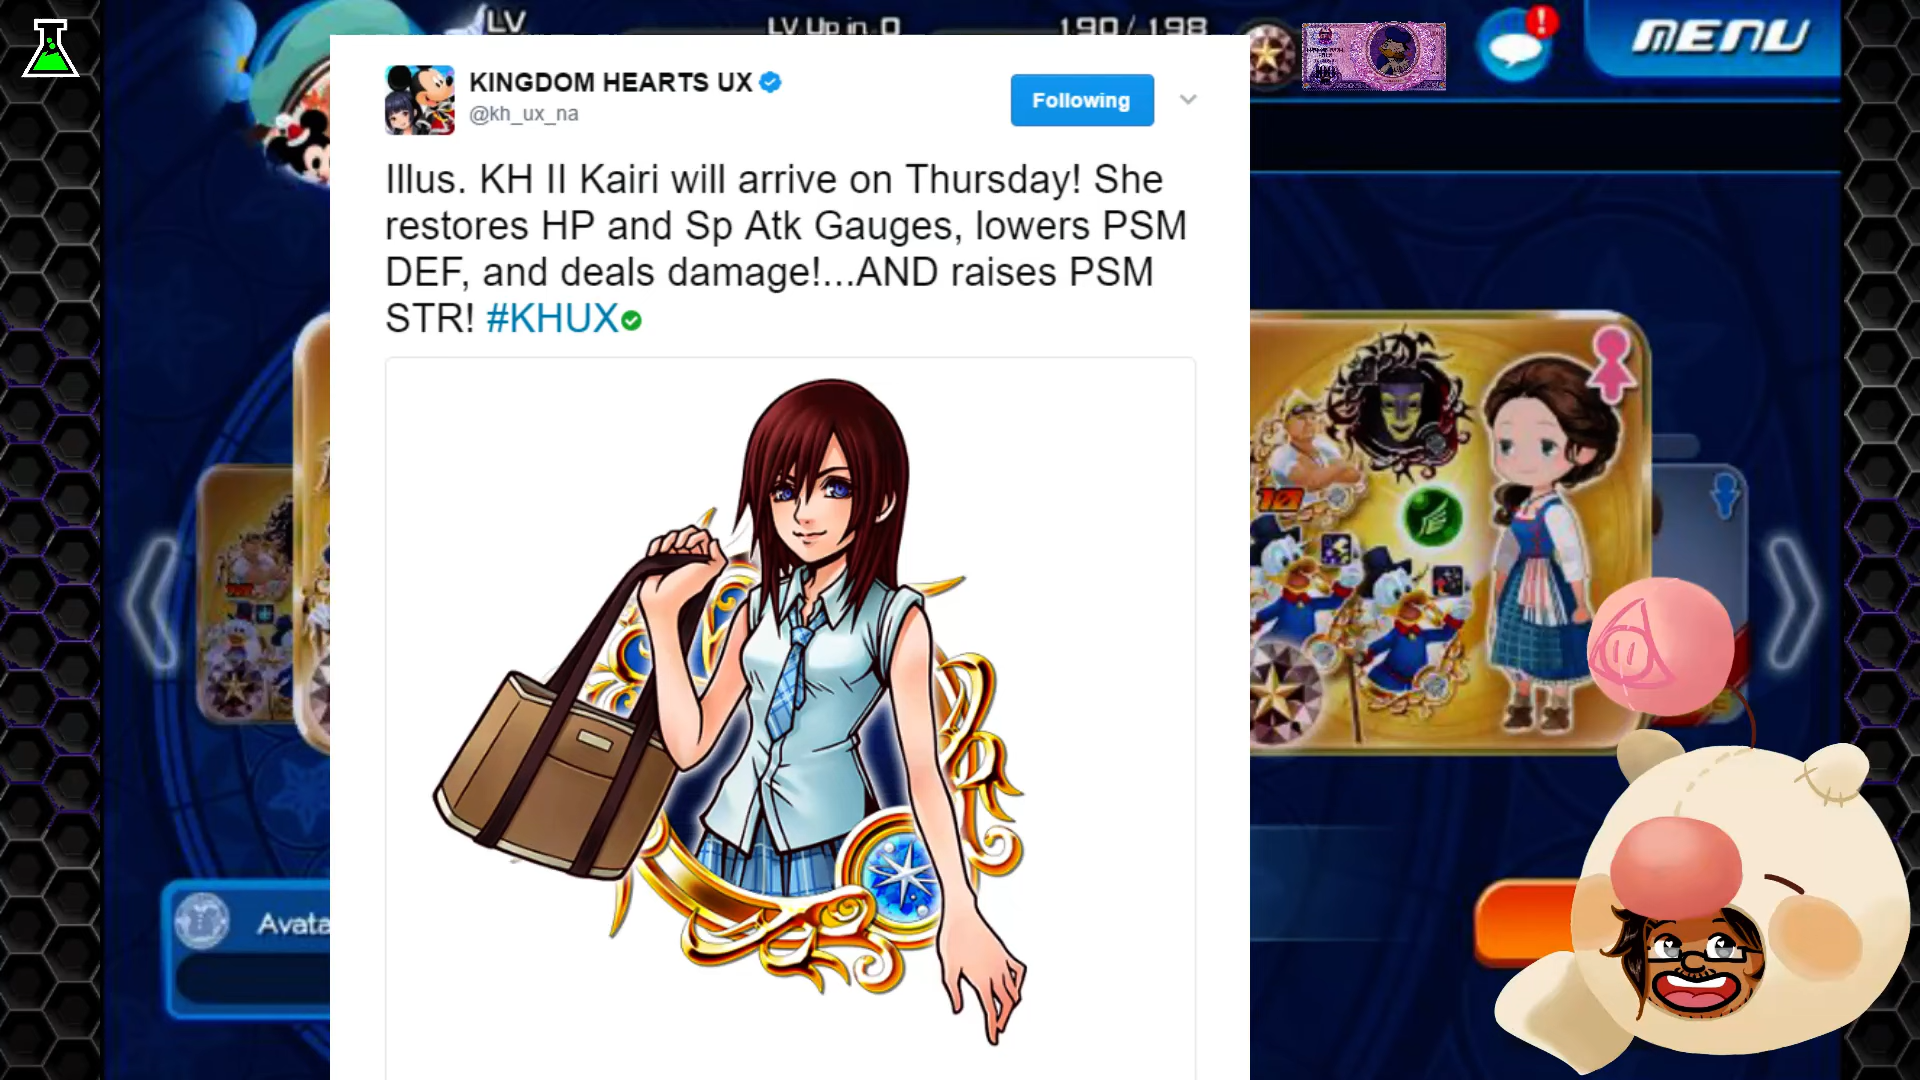 LV
LV Up in 0
190 / 198
MENU
KINGDOM HEARTS UX
@kh_ux_na
Following
Illus. KH II Kairi will arrive on Thursday! She
restores HP and Sp Atk Gauges, lowers PSM
DEF, and deals damage!...AND raises PSM
STR! #KHUX
10
Avata